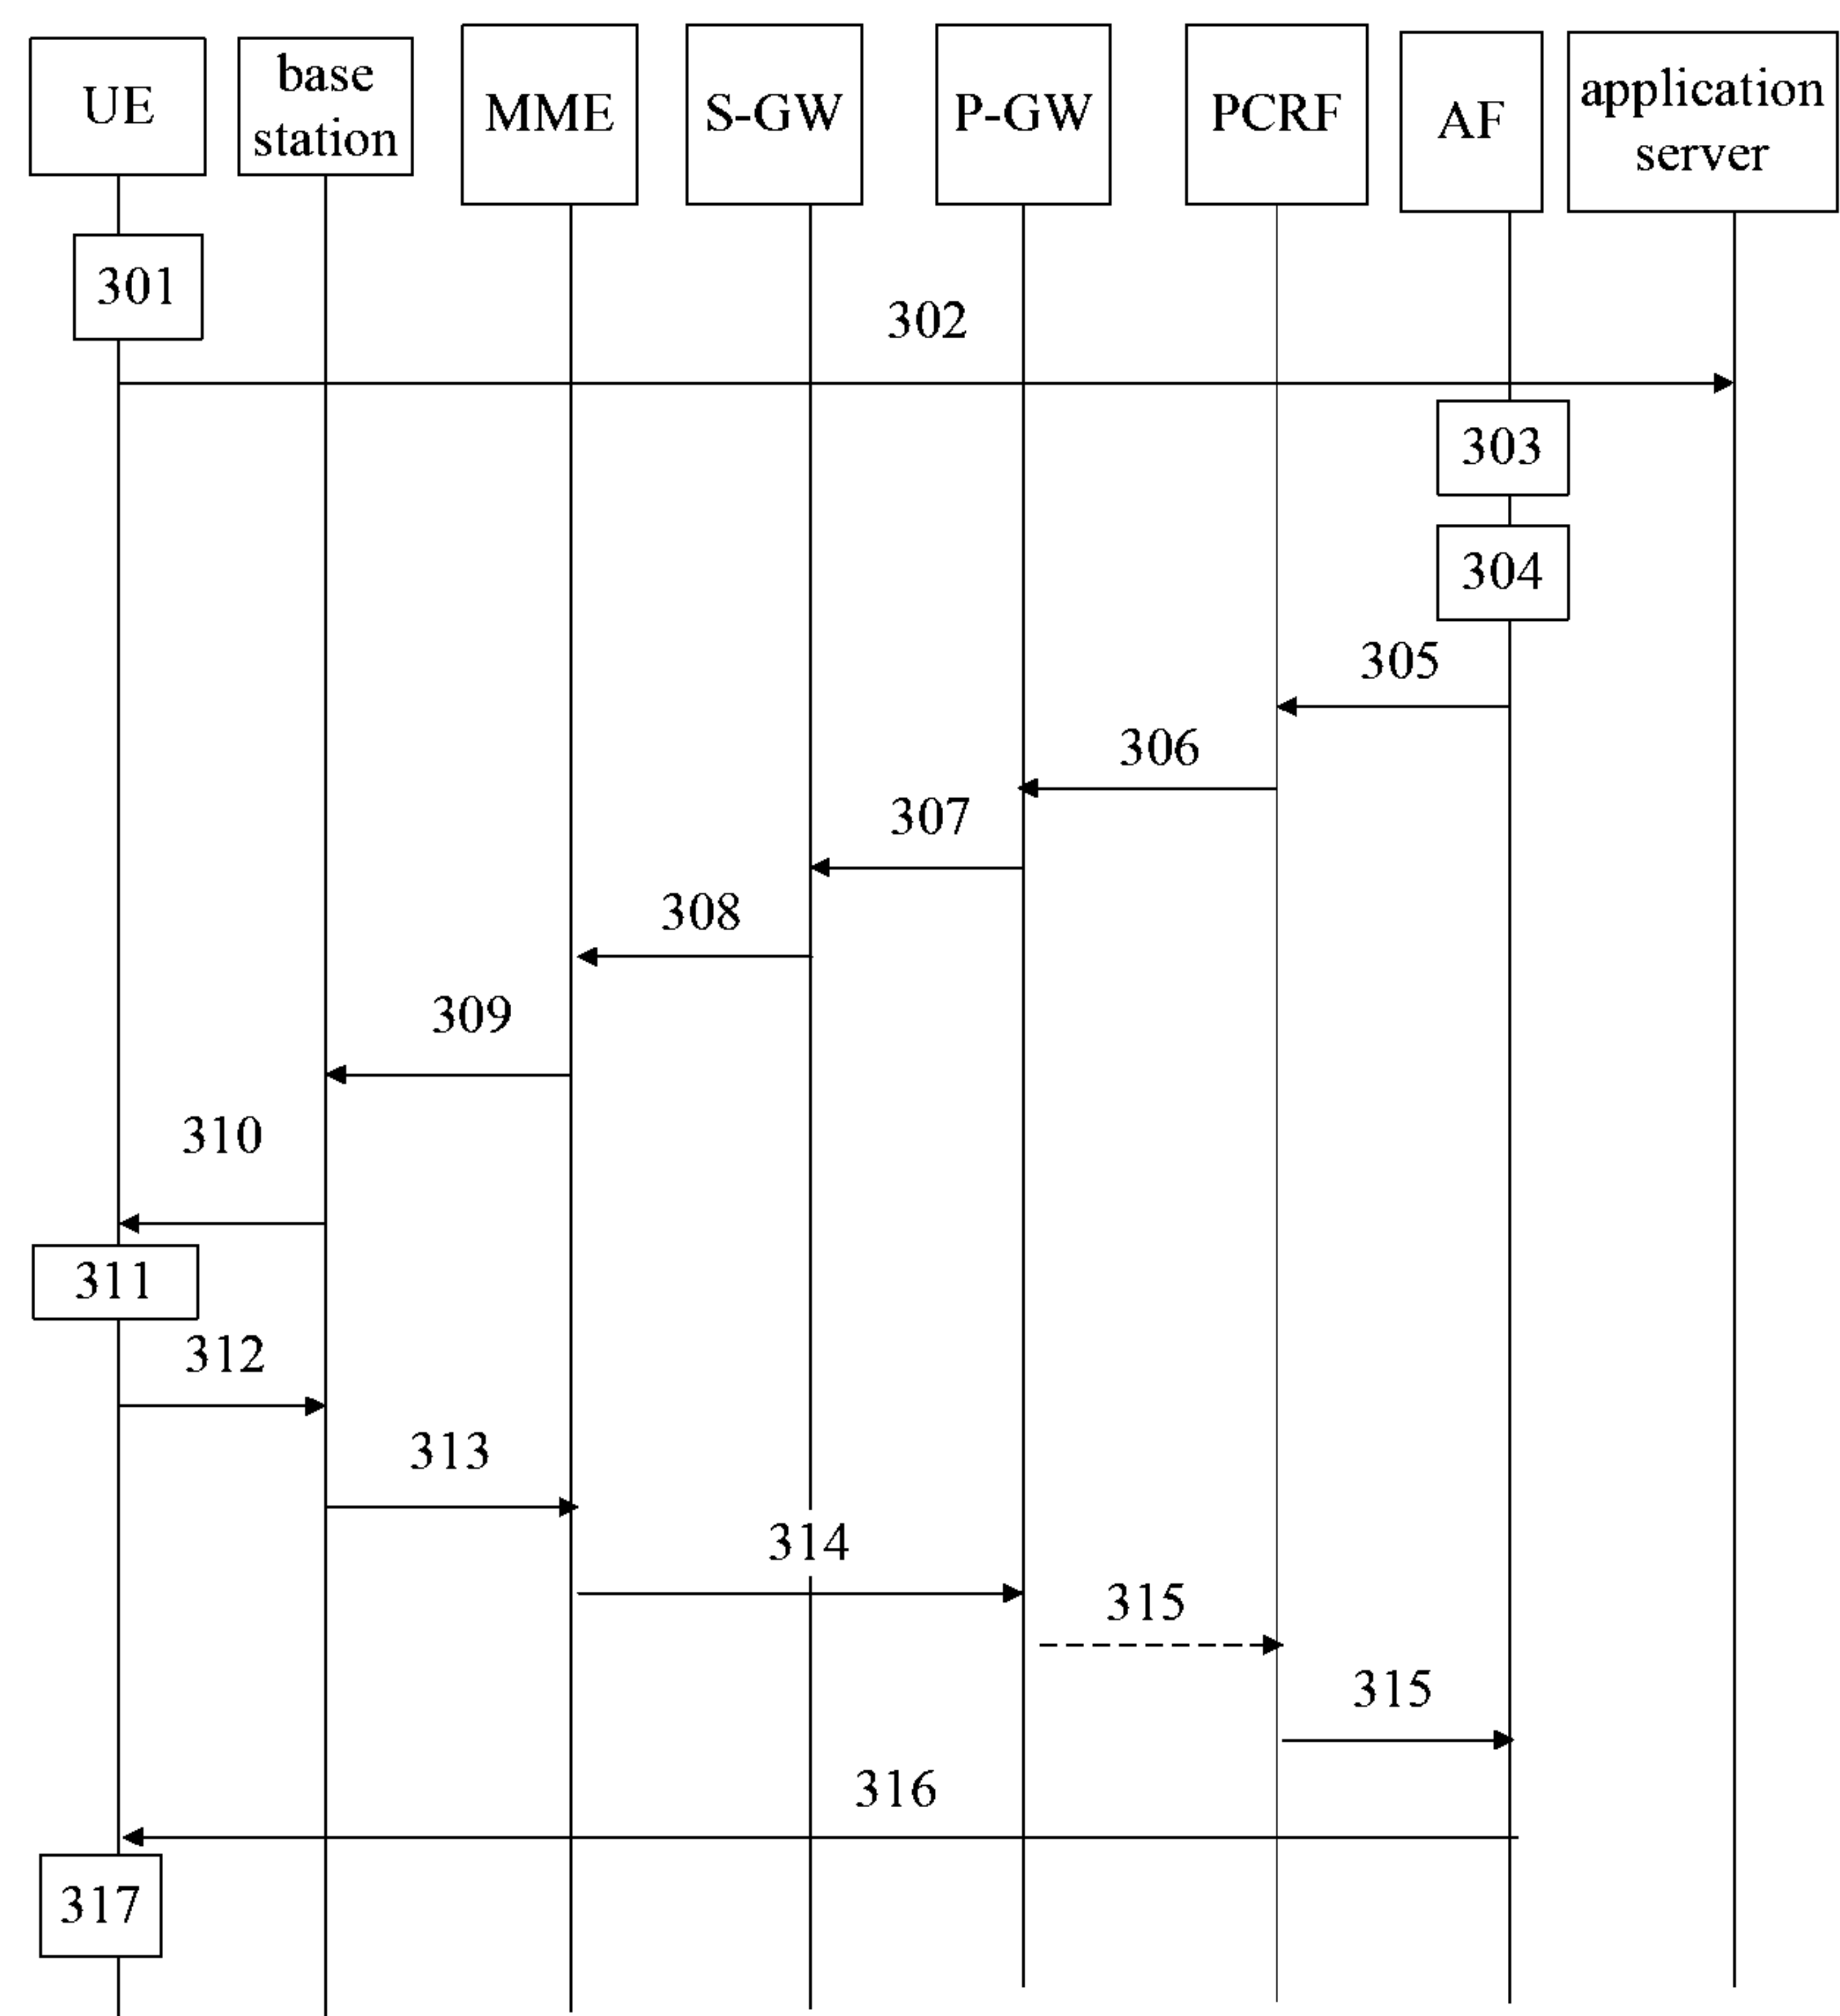 UE
base
station
MME
S-GW
P-GW
PCRF
AF
application
server
301
302
303
304
305
306
307
308
309
310
311
312
313
314
315
315
316
317